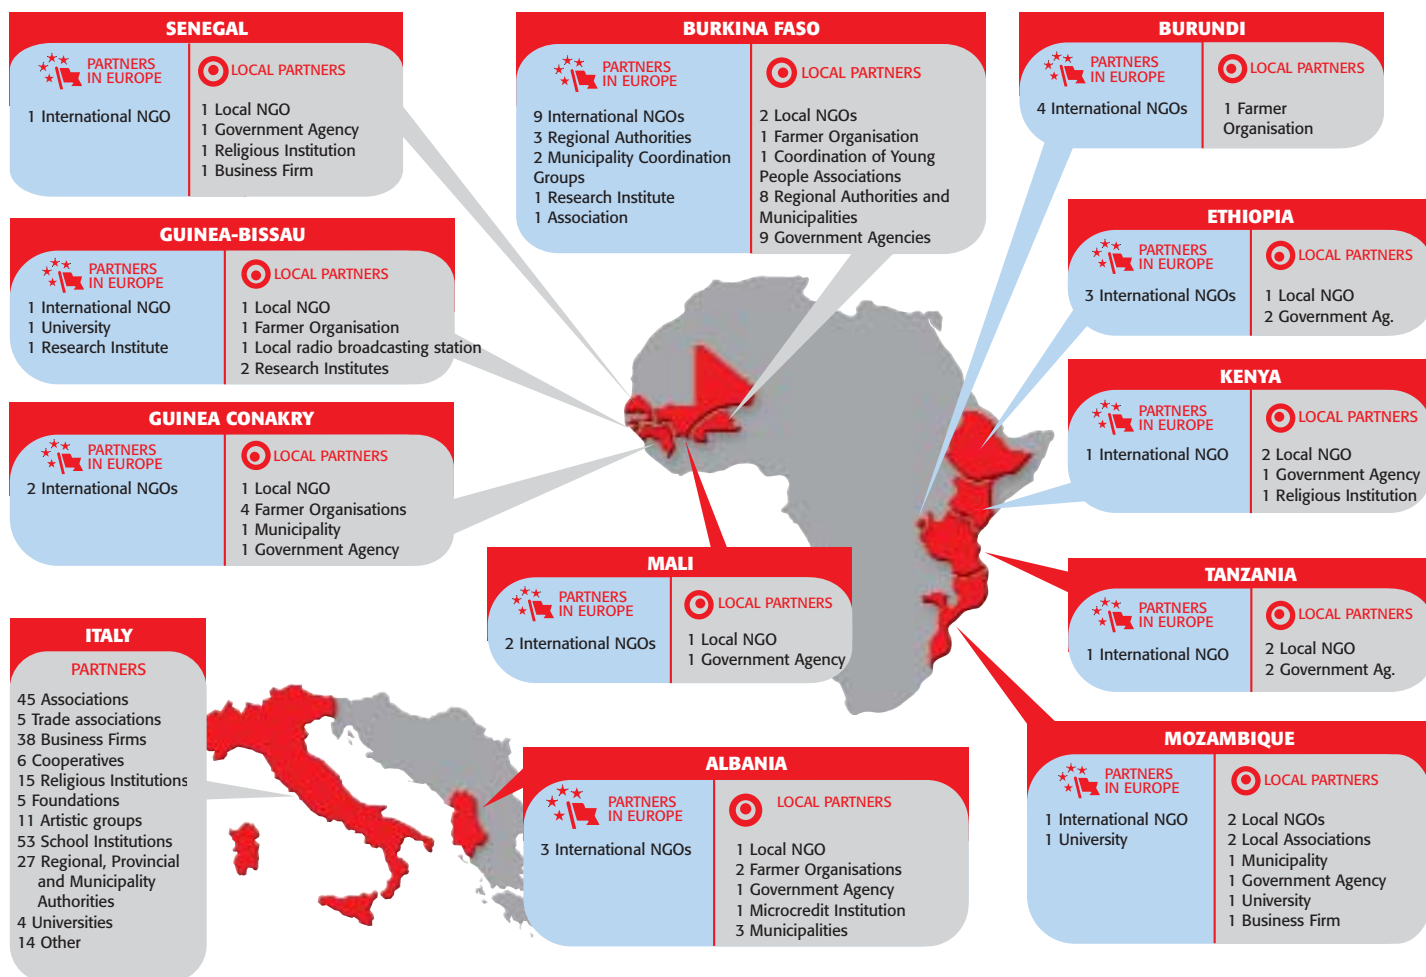 SENEGAL
PARTNERS
IN EUROPE
LOCAL PARTNERS
1 International NGO
1 Local NGO
1 Government Agency
1 Religious Institution
1 Business Firm
BURKINA FASO
PARTNERS
IN EUROPE
LOCAL PARTNERS
9 International NGOs
3 Regional Authorities
2 Municipality Coordination
Groups
1 Research Institute
1 Association
2 Local NGOs
1 Farmer Organisation
1 Coordination of Young
People Associations
8 Regional Authorities and
Municipalities
9 Government Agencies
BURUNDI
PARTNERS
IN EUROPE
LOCAL PARTNERS
4 International NGOs
1 Farmer
Organisation
GUINEA-BISSAU
PARTNERS
IN EUROPE
LOCAL PARTNERS
1 International NGO
1 University
1 Research Institute
1 Local NGO
1 Farmer Organisation
1 Local radio broadcasting station
2 Research Institutes
ETHIOPIA
PARTNERS
IN EUROPE
LOCAL PARTNERS
3 International NGOs
1 Local NGO
2 Government Ag.
GUINEA CONAKRY
PARTNERS
IN EUROPE
LOCAL PARTNERS
2 International NGOs
1 Local NGO
4 Farmer Organisations
1 Municipality
1 Government Agency
KENYA
PARTNERS
IN EUROPE
LOCAL PARTNERS
1 International NGO
2 Local NGO
1 Government Agency
1 Religious Institution
MALI
PARTNERS
IN EUROPE
LOCAL PARTNERS
2 International NGOs
1 Local NGO
1 Government Agency
TANZANIA
PARTNERS
IN EUROPE
LOCAL PARTNERS
1 International NGO
2 Local NGO
2 Government Ag.
ITALY
PARTNERS
45 Associations
5 Trade associations
38 Business Firms
6 Cooperatives
15 Religious Institutions
5 Foundations
11 Artistic groups
53 School Institutions
27 Regional, Provincial
and Municipality
Authorities
4 Universities
14 Other
ALBANIA
PARTNERS
IN EUROPE
LOCAL PARTNERS
3 International NGOs
1 Local NGO
2 Farmer Organisations
1 Government Agency
1 Microcredit Institution
3 Municipalities
MOZAMBIQUE
PARTNERS
IN EUROPE
LOCAL PARTNERS
1 International NGO
1 University
2 Local NGOs
2 Local Associations
1 Municipality
1 Government Agency
1 University
1 Business Firm